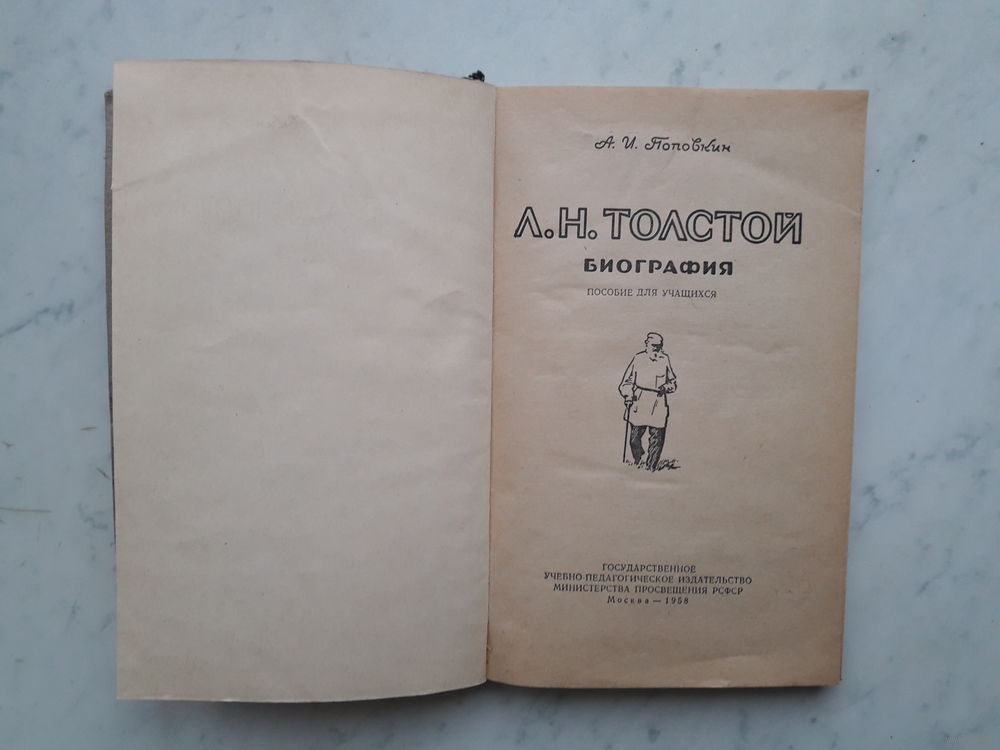 А. И. Поповкин
Л. Н. ТОЛСТОЙ
БИОГРАФИЯ
ПОСОБИЕ ДЛЯ УЧАЩИХСЯ
ГОСУДАРСТВЕННОЕ
УЧЕБНО-ПЕДАГОГИЧЕСКОЕ ИЗДАТЕЛЬСТВО
МИНИСТЕРСТВА ПРОСВЕЩЕНИЯ РСФСР
Москва — 1958